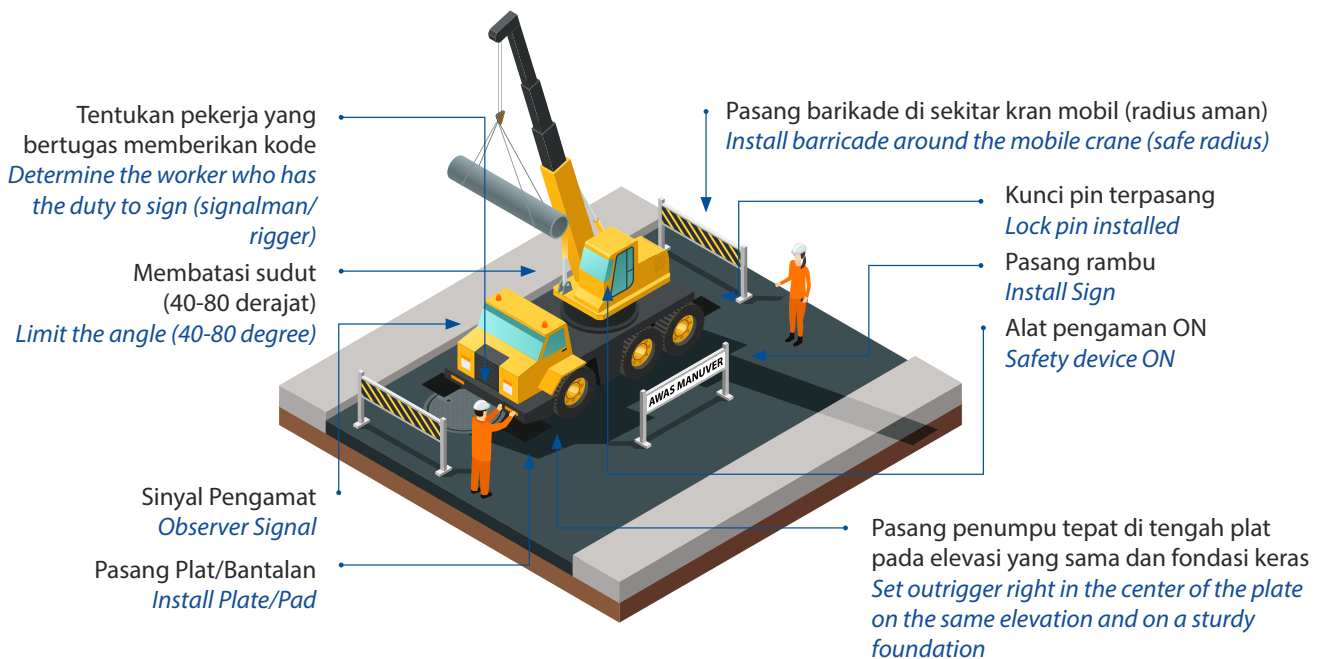 Tentukan pekerja yang
bertugas memberikan kode
Determine the worker who has
the duty to sign (signalman/
rigger)
Membatasi sudut
(40-80 derajat)
Limit the angle (40-80 degree)
Sinyal Pengamat
Observer Signal
Pasang Plat/Bantalan
Install Plate/Pad
AWAS MANUVER
Pasang barikade di sekitar kran mobil (radius aman)
Install barricade around the mobile crane (safe radius)
Kunci pin terpasang
Lock pin installed
Pasang rambu
Install Sign
Alat pengaman ON
Safety device ON
Pasang penumpu tepat di tengah plat
pada elevasi yang sama dan fondasi keras
Set outrigger right in the center of the plate
on the same elevation and on a sturdy
foundation